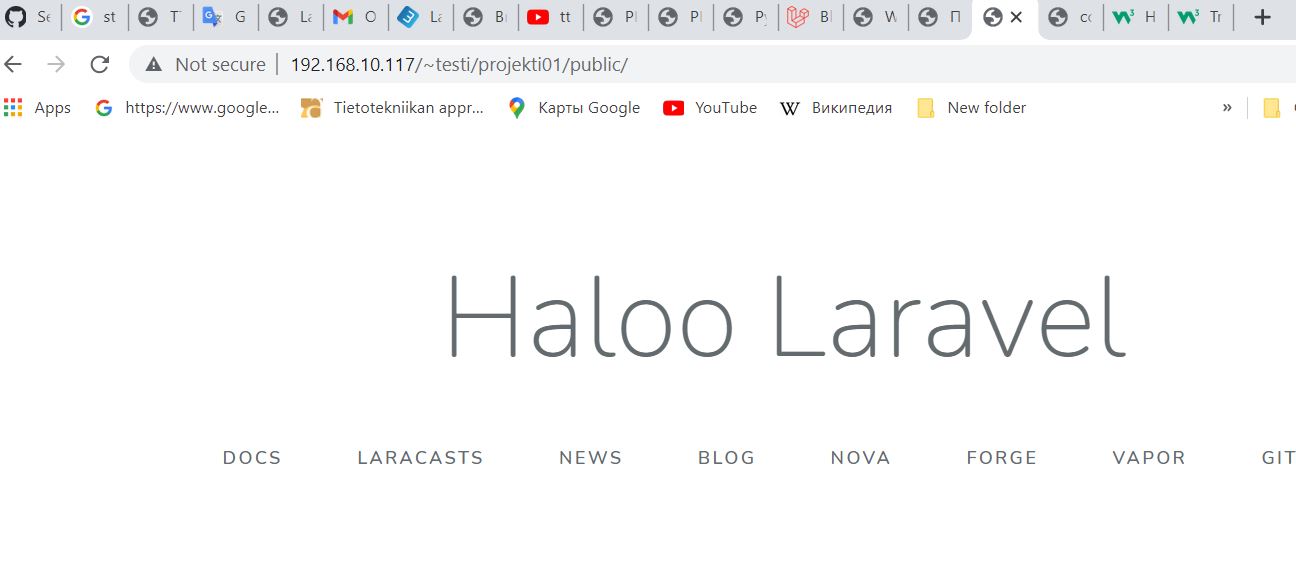 Se st T G La O La Br tt Pl Pl Py Bl W П co H Tr
Not secure 192.168.10.117/~testi/projekti01/public/
Apps https://www.google... Tietotekniikan appr... Карты Google YouTube Википедия New folder »
Haloo Laravel
DOCS LARACASTS NEWS BLOG NOVA FORGE VAPOR GIT